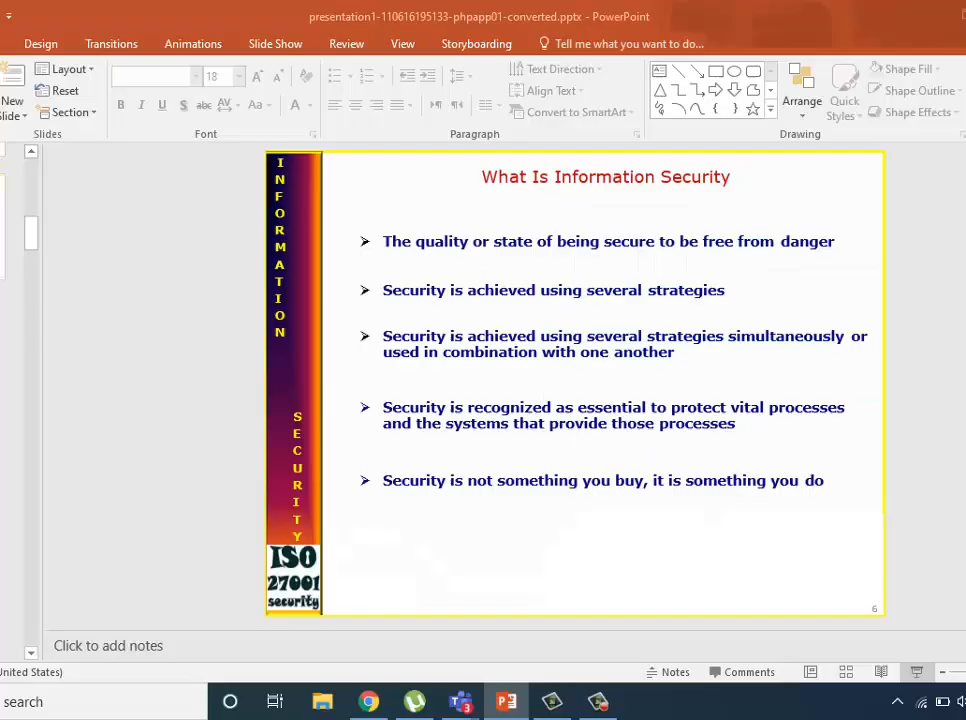 presentation1-110616195133-phpapp01-converted.pptx - PowerPoint
Design Transitions Animations Slide Show Review View Storyboarding Tell me what you want to do...
Layout
Reset
New
Slide
Section
Slides
18
B I U S abc AV Aa A
Font
Text Direction
Align Text
Convert to SmartArt
Paragraph
Arrange
Quick
Styles
Shape Fill
Shape Outline
Shape Effects
Drawing
INFORMATION
SECURITY
ISO
27001
security
What Is Information Security
The quality or state of being secure to be free from danger
Security is achieved using several strategies
Security is achieved using several strategies simultaneously or
used in combination with one another
Security is recognized as essential to protect vital processes
and the systems that provide those processes
Security is not something you buy, it is something you do
6
Click to add notes
United States)
Notes
Comments
search
3